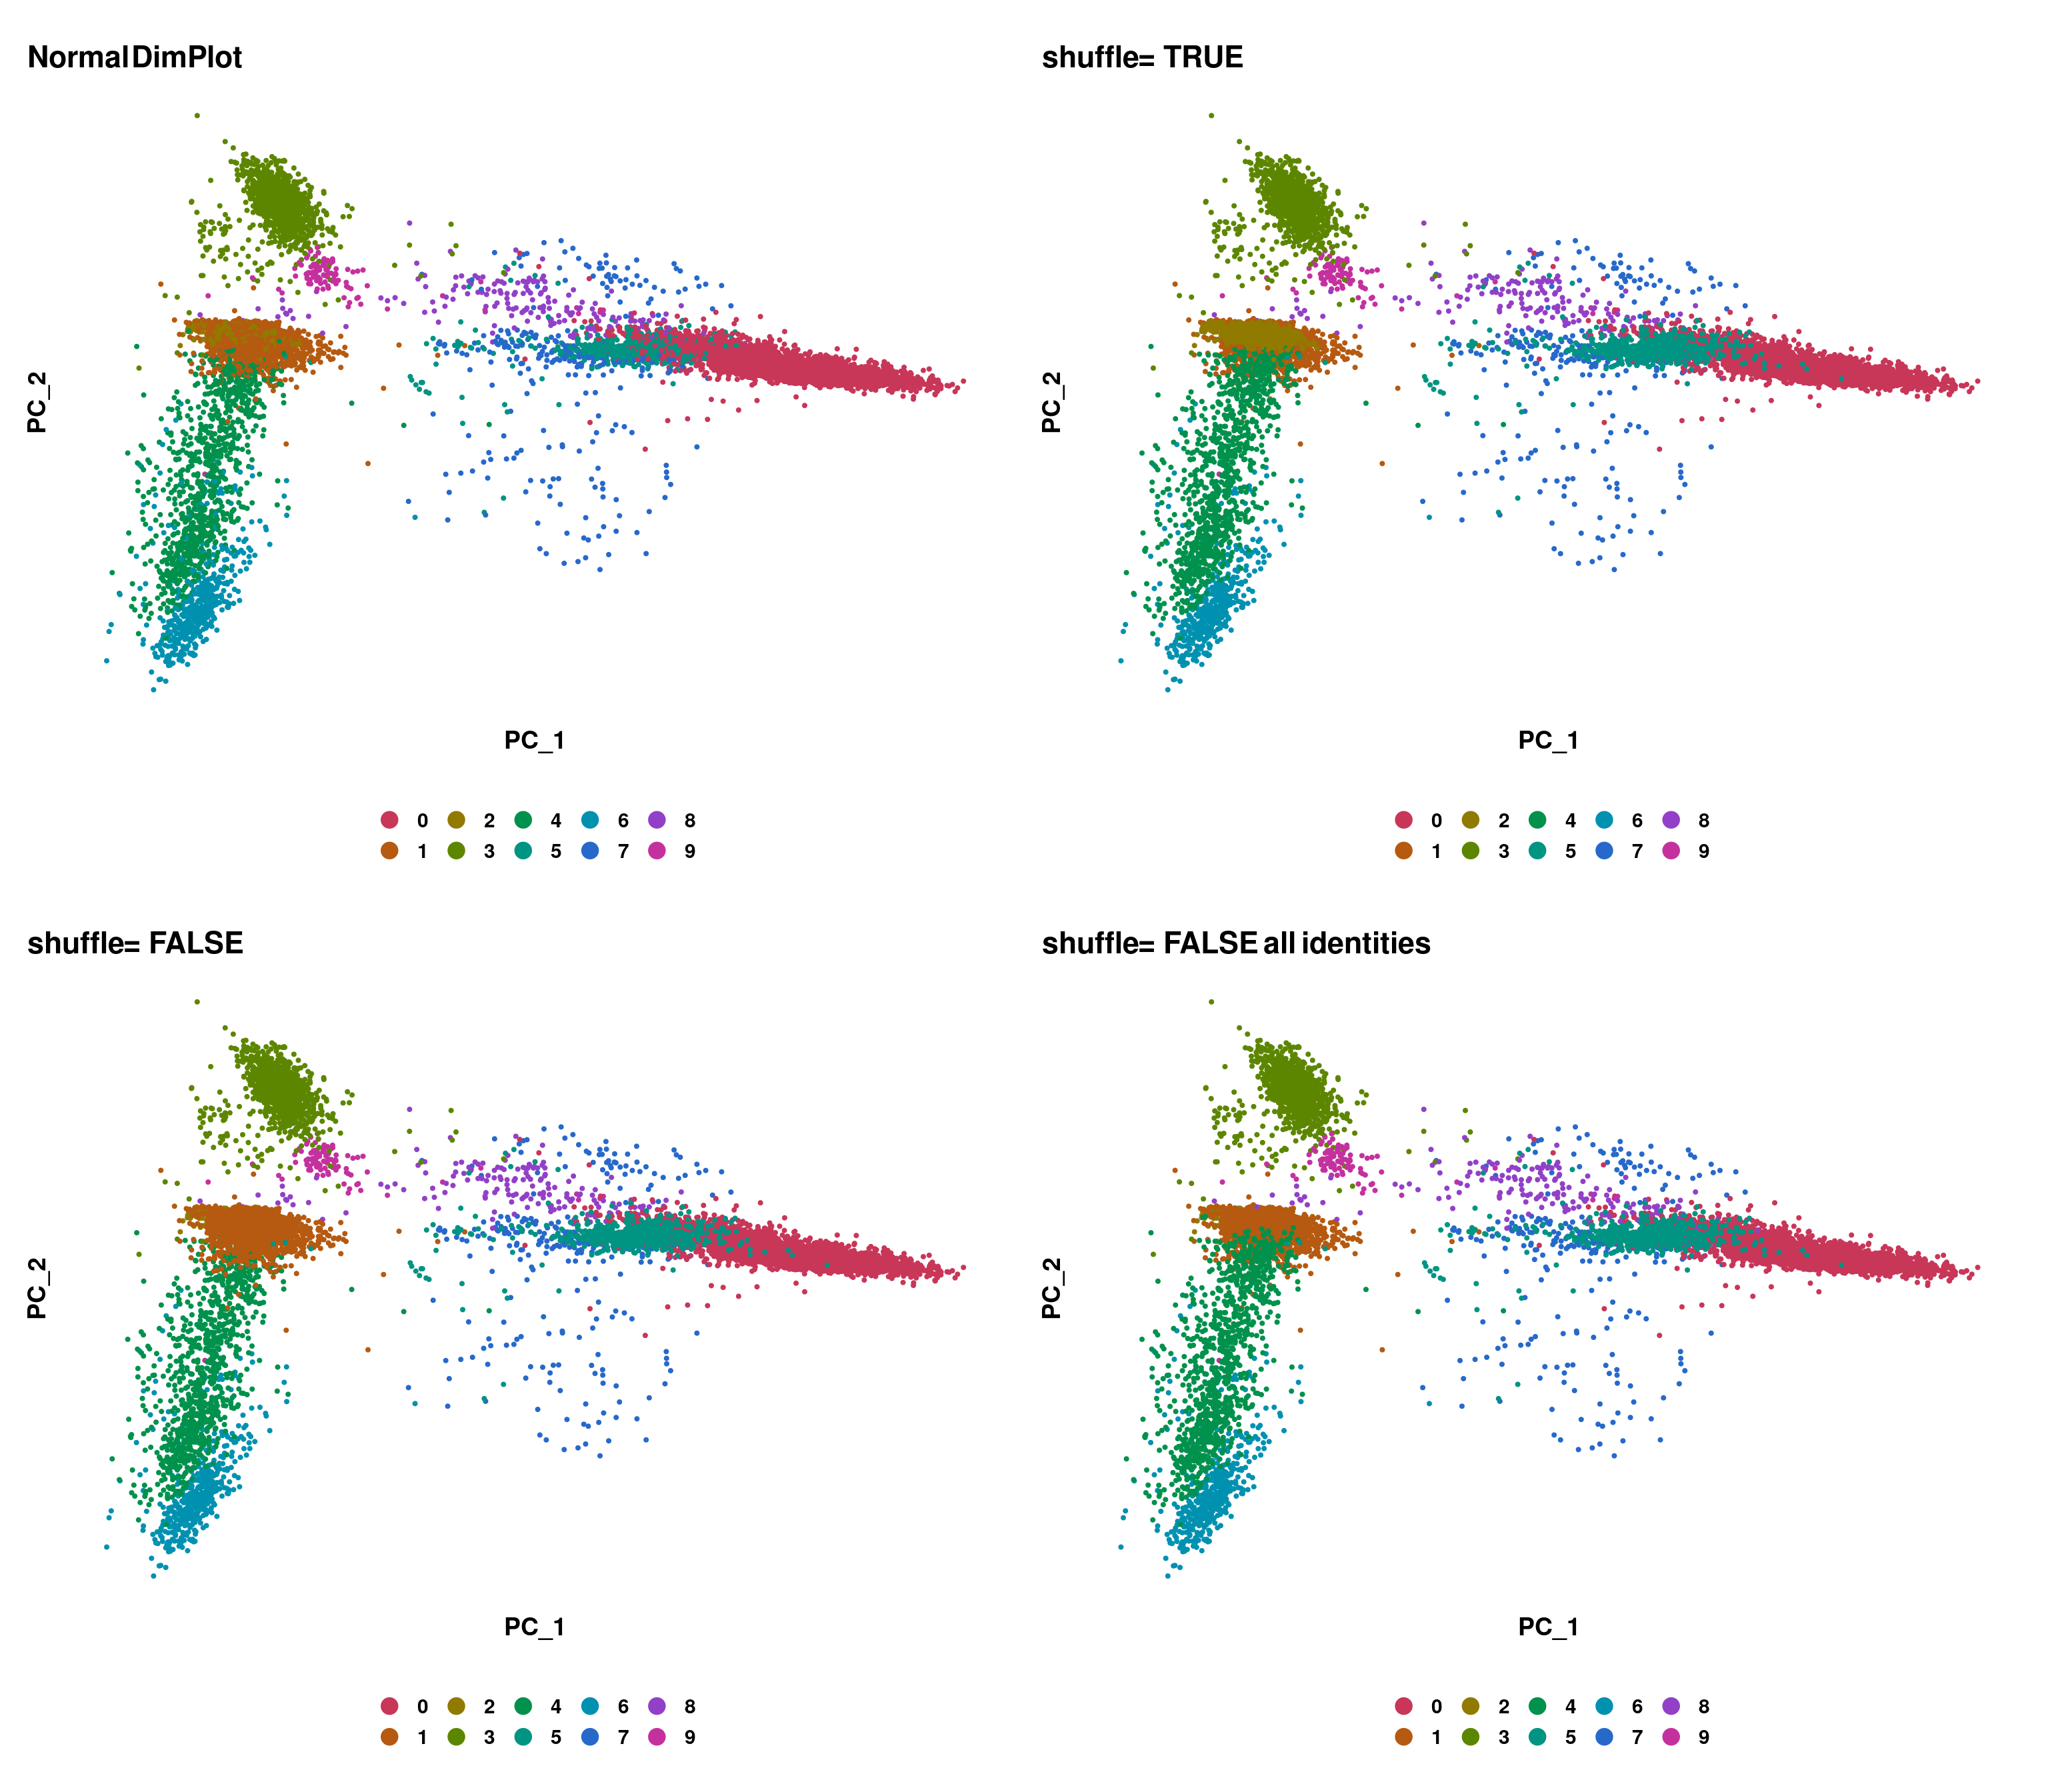 Normal DimPlot
PC_2
PC_1
0 2 4 6 8
1 3 5 7 9
shuffle= TRUE
PC_2
PC_1
0 2 4 6 8
1 3 5 7 9
shuffle= FALSE
PC_2
PC_1
0 2 4 6 8
1 3 5 7 9
shuffle= FALSE all identities
PC_2
PC_1
0 2 4 6 8
1 3 5 7 9